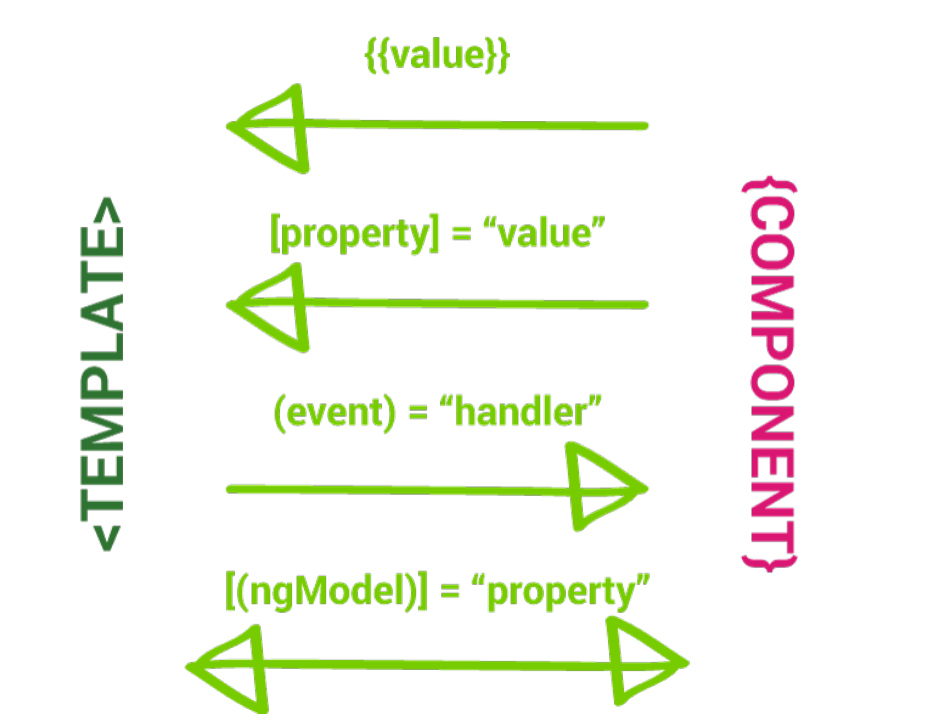 {{value}}
[property] = “value”
(event) = “handler”
[(ngModel)] = “property”
<TEMPLATE>
{COMPONENT}